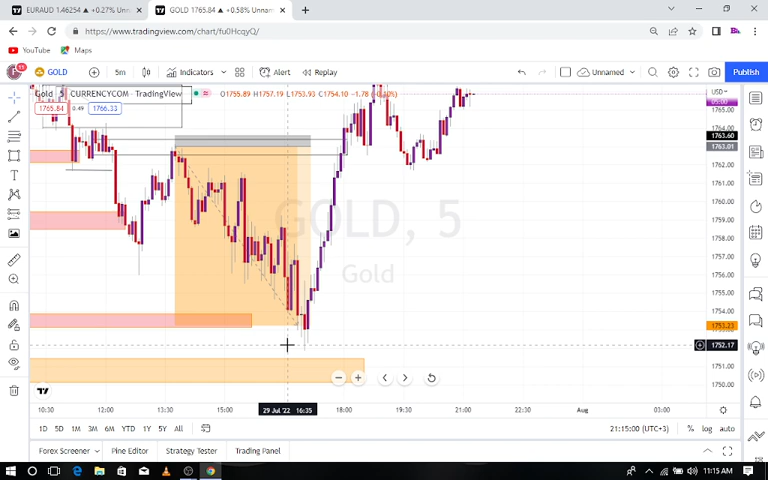 EURAUD 1.46254 ▲ +0.27% Unna
GOLD 1765.84 ▲ +0.58% Unnam
https://www.tradingview.com/chart/fu0HcqyQ/
YouTube
Maps
GOLD
5m
Indicators
Alert
Replay
Unnamed
Publish
Gold 5 CURRENCYCOM · TradingView
O1755.89 H1757.19 L1753.93 C1754.10 −1.78 (−0.10%)
1765.84
0.49
1766.33
USD
05:00
1765.00
1764.00
1763.60
1763.01
1762.00
1761.00
1760.00
1759.00
1758.00
1757.00
1756.00
1755.00
1754.00
1753.23
1752.17
1751.00
1750.00
GOLD, 5
Gold
10:30
12:00
13:30
15:00
29 Jul '22 16:35
18:00
19:30
21:00
22:30
Aug
03:00
1D
5D
1M
3M
6M
YTD
1Y
5Y
All
21:15:00 (UTC+3)
%
log
auto
Forex Screener
Pine Editor
Strategy Tester
Trading Panel
11:15 AM